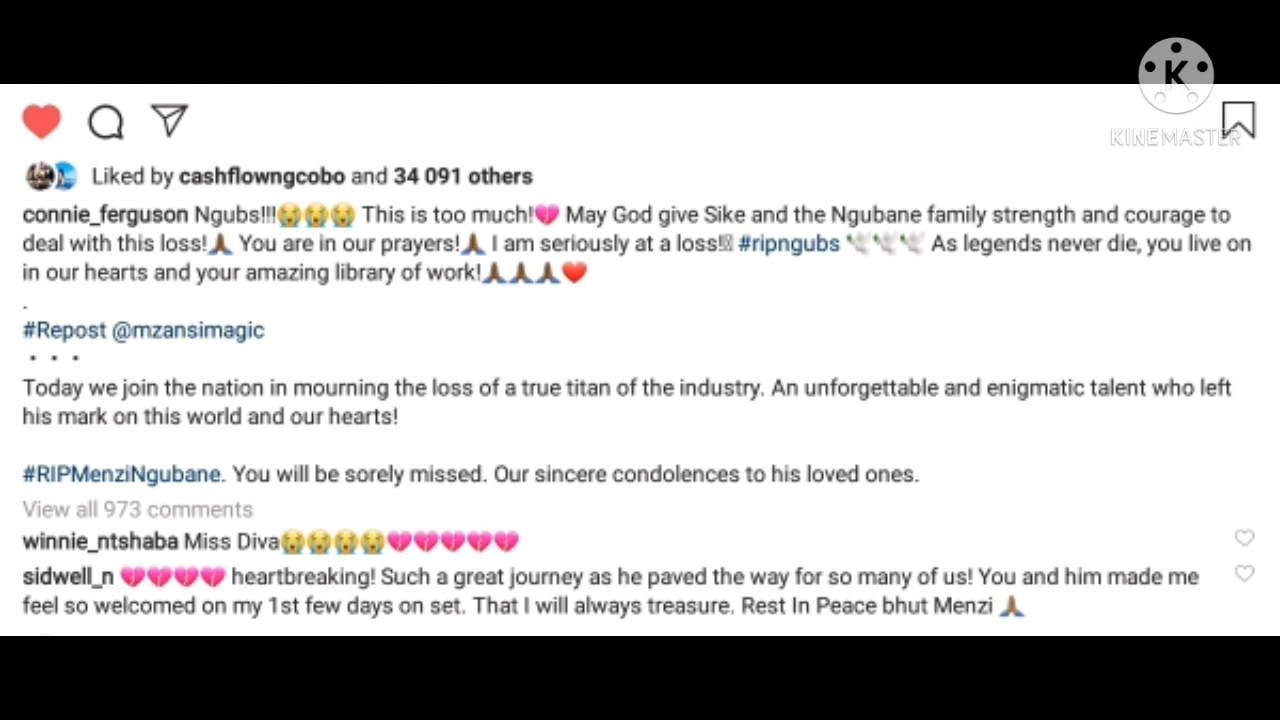 K
KINEMASTER
Liked by cashflowngcobo and 34 091 others
connie_ferguson Ngubs!!!😭😭😭 This is too much!💔 May God give Sike and the Ngubane family strength and courage to
deal with this loss!🙏🏾 You are in our prayers!🙏🏾 I am seriously at a loss! #ripngubs 🕊🕊🕊 As legends never die, you live on
in our hearts and your amazing library of work!🙏🏾🙏🏾🙏🏾❤️
.
#Repost @mzansimagic
• • •
Today we join the nation in mourning the loss of a true titan of the industry. An unforgettable and enigmatic talent who left
his mark on this world and our hearts!
#RIPMenziNgubane. You will be sorely missed. Our sincere condolences to his loved ones.
View all 973 comments
winnie_ntshaba Miss Diva😭😭😭😭💔💔💔💔💔
sidwell_n 💔💔💔💔 heartbreaking! Such a great journey as he paved the way for so many of us! You and him made me
feel so welcomed on my 1st few days on set. That I will always treasure. Rest In Peace bhut Menzi 🙏🏾